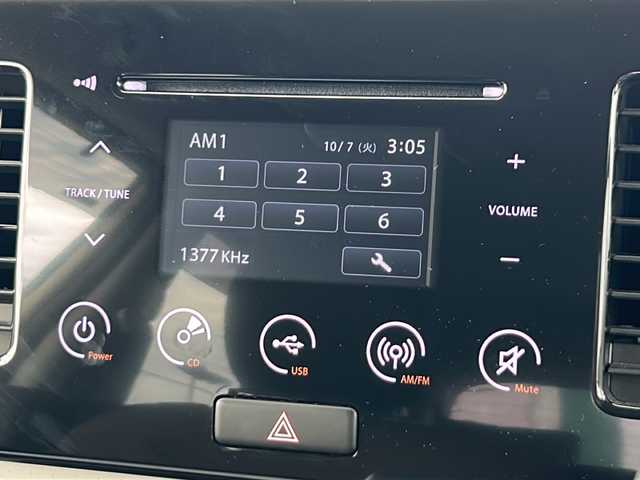 AM1 10/7 (火) 3:05
1 2 3
TRACK/TUNE
VOLUME
4 5 6
1377 KHz
Power
CD
USB
AM/FM
Mute